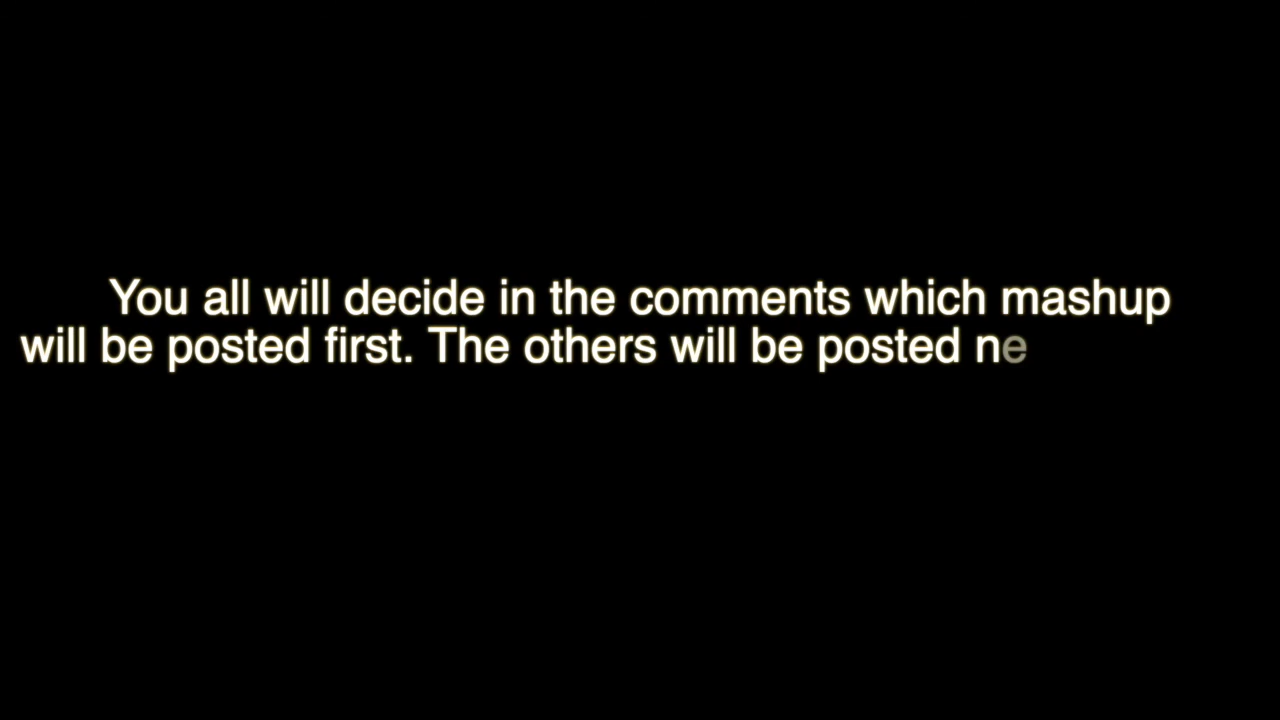 You all will decide in the comments which mashup
will be posted first. The others will be posted ne